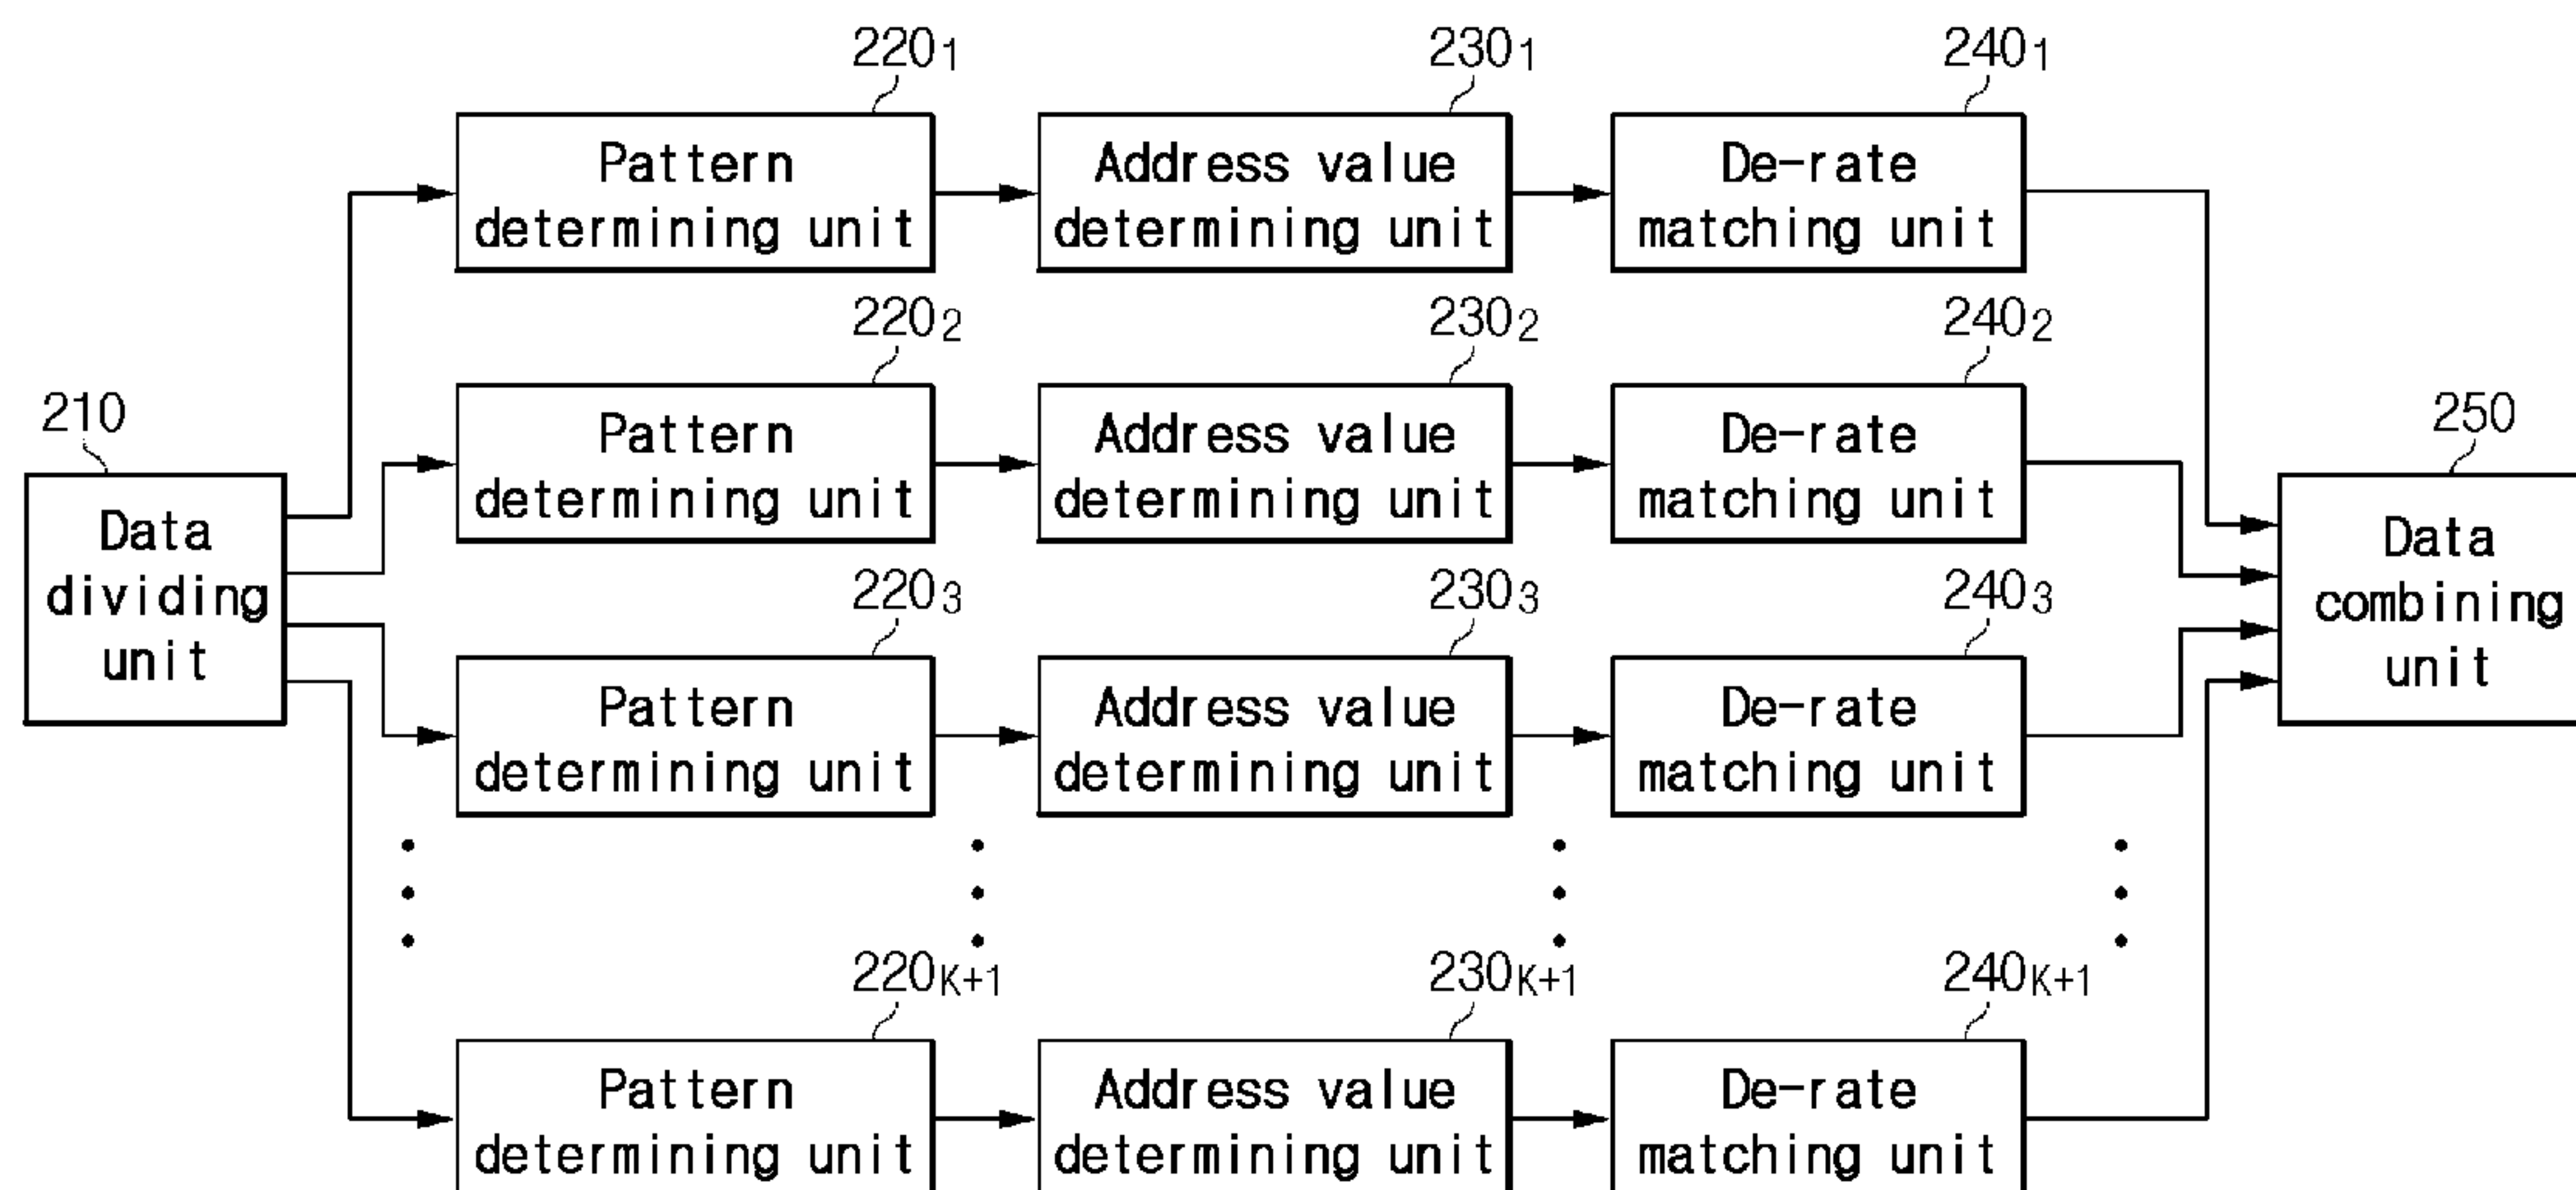 220₁ 230₁ 240₁
Pattern Address value De-rate
determining unit determining unit matching unit
220₂ 230₂ 240₂
Pattern Address value De-rate
determining unit determining unit matching unit
210
Data
dividing
unit
220₃ 230₃ 240₃
Pattern Address value De-rate
determining unit determining unit matching unit
250
Data
combining
unit
220K+1 230K+1 240K+1
Pattern Address value De-rate
determining unit determining unit matching unit